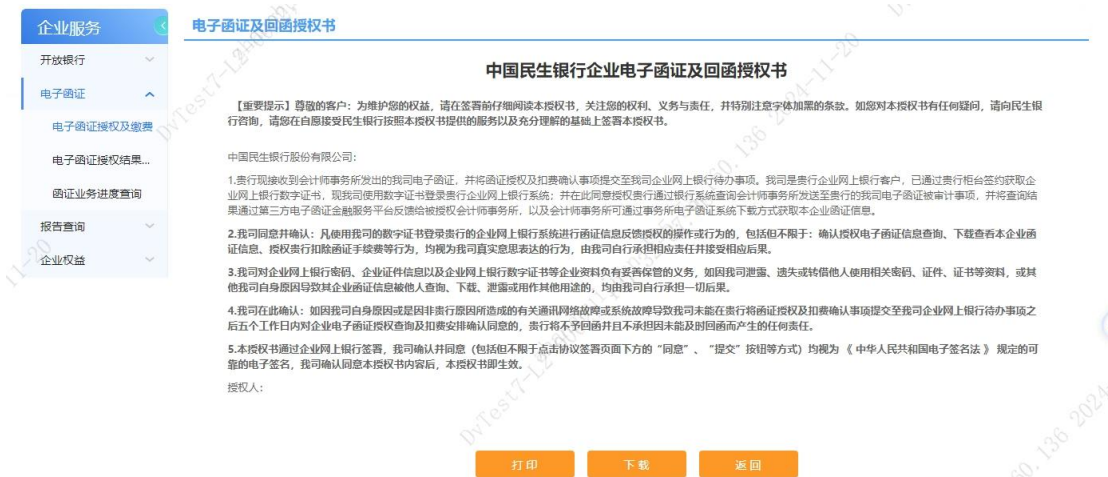 企业服务
开放银行
电子函证
电子函证授权及缴费
电子函证授权结果...
函证业务进度查询
报告查询
企业权益
电子函证及回函授权书
中国民生银行企业电子函证及回函授权书
【重要提示】尊敬的客户：为维护您的权益，请在签署前仔细阅读本授权书，关注您的权利、义务与责任，并特别注意字体加黑的条款。如您对本授权书有任何疑问，请向民生银
行咨询，请您在自愿接受民生银行按照本授权书提供的服务以及充分理解的基础上签署本授权书。
中国民生银行股份有限公司：
1.贵行现接收到会计师事务所发出的我司电子函证，并将函证授权及扣费确认事项提交至我司企业网上银行待办事项。我司是贵行企业网上银行客户，已通过贵行柜台签约获取企
业网上银行数字证书，现我司使用数字证书登录贵行企业网上银行系统；并在此同意授权贵行通过银行系统查询会计师事务所发送至贵行的我司电子函证被审计事项，并将查询结
果通过第三方电子函证金融服务平台反馈给被授权会计师事务所，以及会计师事务所可通过事务所电子函证系统下载方式获取本企业函证信息。
2.我司同意并确认：凡使用我司的数字证书登录贵行的企业网上银行系统进行函证信息反馈授权的操作或行为的，包括但不限于：确认授权电子函证信息查询、下载查看本企业函
证信息、授权贵行扣除函证手续费等行为，均视为我司真实意思表达的行为，由我司自行承担相应责任并接受相应后果。
3.我司对企业网上银行密码、企业证件信息以及企业网上银行数字证书等企业资料负有妥善保管的义务，如因我司泄露、遗失或转借他人使用相关密码、证件、证书等资料，或其
他我司自身原因导致其企业函证信息被他人查询、下载、泄露或用作其他用途的，均由我司自行承担一切后果。
4.我司在此确认：如因我司自身原因或是因非贵行原因所造成的有关通讯网络故障或系统故障导致我司未能在贵行将函证授权及扣费确认事项提交至我司企业网上银行待办事项之
后五个工作日内对企业电子函证授权查询及扣费安排确认同意的，贵行将不予回函并且不承担因未能及时回函而产生的任何责任。
5.本授权书通过企业网上银行签署，我司确认并同意（包括但不限于点击协议签署页面下方的“同意”、“提交”按钮等方式）均视为 《 中华人民共和国电子签名法 》 规定的可
靠的电子签名，我司确认同意本授权书内容后，本授权书即生效。
授权人：
打印
下载
返回